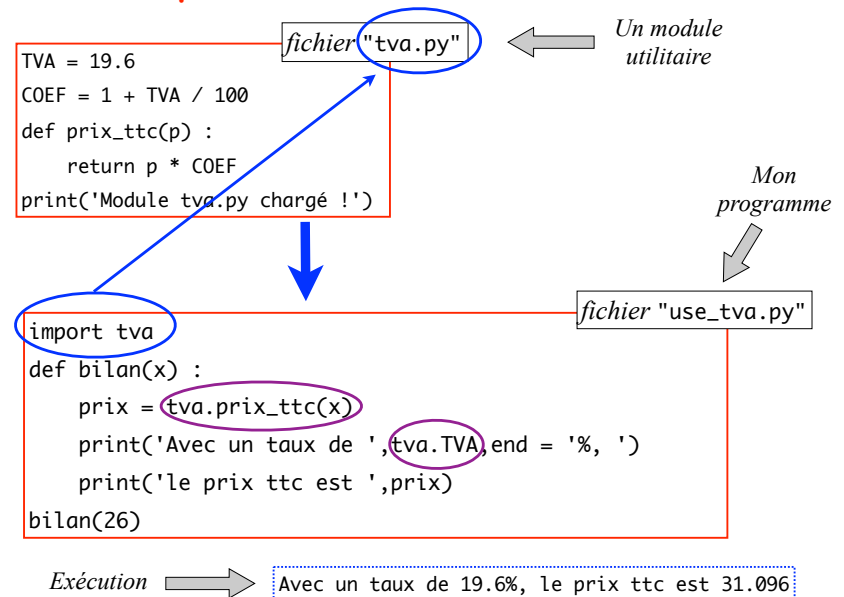 fichier "tva.py"
Un module
utilitaire
TVA = 19.6
COEF = 1 + TVA / 100
def prix_ttc(p) :
    return p * COEF
print('Module tva.py chargé !')
Mon
programme
fichier "use_tva.py"
import tva
def bilan(x) :
    prix = tva.prix_ttc(x)
    print('Avec un taux de ',tva.TVA,end = '%, ')
    print('le prix ttc est ',prix)
bilan(26)
Exécution
Avec un taux de 19.6%, le prix ttc est 31.096